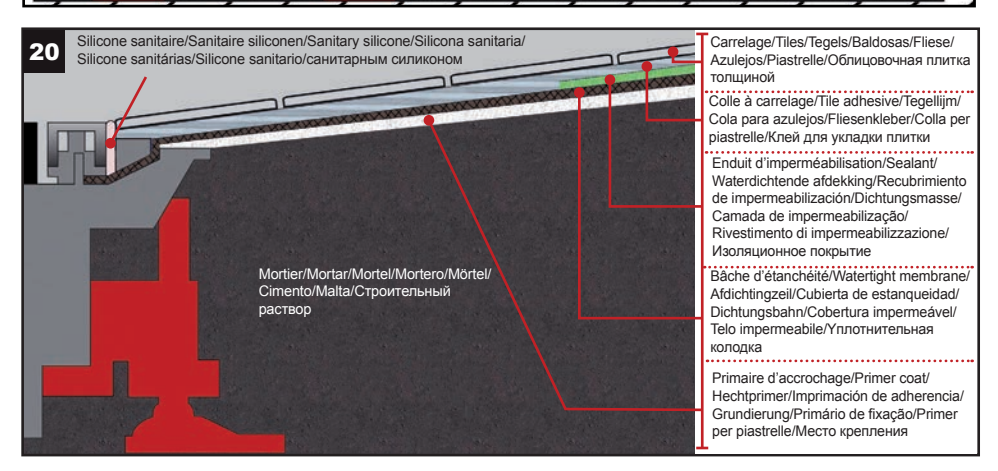 20
Silicone sanitaire/Sanitaire siliconen/Sanitary silicone/Silicona sanitaria/
Silicone sanitárias/Silicone sanitario/санитарным силиконом
Mortier/Mortar/Mortel/Mortero/Mörtel/
Cimento/Malta/Строительный
раствор
Carrelage/Tiles/Tegels/Baldosas/Fliese/
Azulejos/Piastrelle/Облицовочная плитка
толщиной
Colle à carrelage/Tile adhesive/Tegellijm/
Cola para azulejos/Fliesenkleber/Colla per
piastrelle/Клей для укладки плитки
Enduit d'imperméabilisation/Sealant/
Waterdichtende afdekking/Recubrimiento
de impermeabilización/Dichtungsmasse/
Camada de impermeabilização/
Rivestimento di impermeabilizzazione/
Изоляционное покрытие
Bâche d'étanchéité/Watertight membrane/
Afdichtingzeil/Cubierta de estanqueidad/
Dichtungsbahn/Cobertura impermeável/
Telo impermeabile/Yплотнительная
колодка
Primaire d'accrochage/Primer coat/
Hechtprimer/Imprimación de adherencia/
Grundierung/Primário de fixação/Primer
per piastrelle/Место крепления